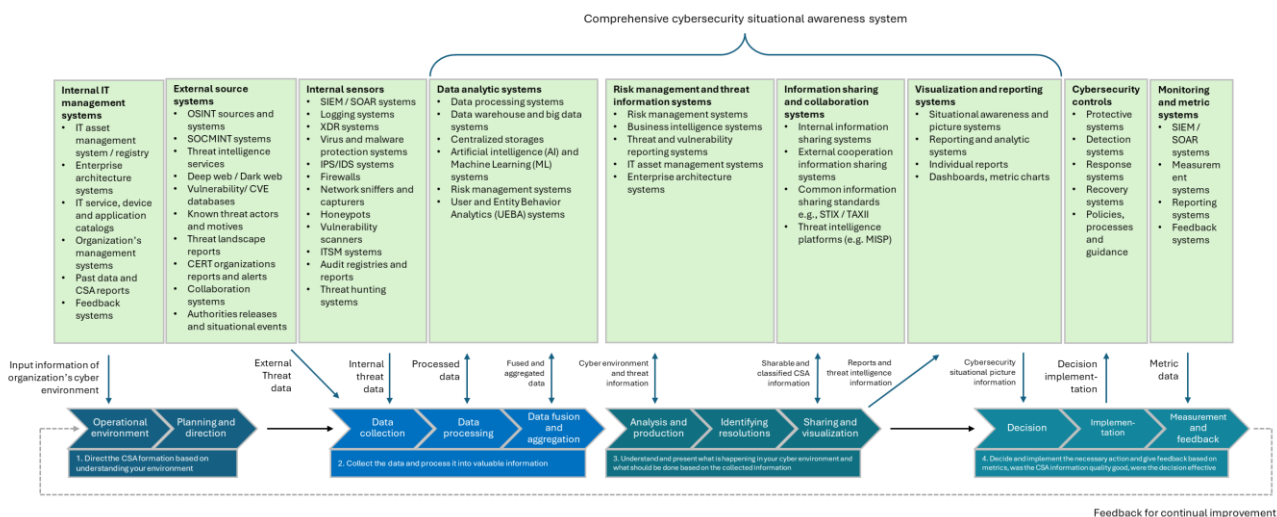 Comprehensive cybersecurity situational awareness system
Internal IT
management
systems
• IT asset
management
system / registry
• Enterprise
architecture
systems
• IT service, device
and application
catalogs
• Organization's
management
systems
• Past data and
CSA reports
• Feedback
systems
External source
systems
• OSINT sources and
systems
• SOCMINT systems
• Threat intelligence
services
• Deep web / Dark web
• Vulnerability/ CVE
databases
• Known threat actors
and motives
• Threat landscape
reports
• CERT organizations
reports and alerts
• Collaboration
systems
• Authorities releases
and situational events
Internal sensors
• SIEM / SOAR systems
• Logging systems
• XDR systems
• Virus and malware
protection systems
• IPS/IDS systems
• Firewalls
• Network sniffers and
capturers
• Honeypots
• Vulnerability
scanners
• ITSM systems
• Audit registries and
reports
• Threat hunting
systems
Data analytic systems
• Data processing systems
• Data warehouse and big data
systems
• Centralized storages
• Artificial intelligence (AI) and
Machine Learning (ML)
systems
• Risk management systems
• User and Entity Behavior
Analytics (UEBA) systems
Risk management and threat
information systems
• Risk management systems
• Business intelligence systems
• Threat and vulnerability
reporting systems
• IT asset management systems
• Enterprise architecture
systems
Information sharing
and collaboration
systems
• Internal information
sharing systems
• External cooperation
information sharing
systems
• Common information
sharing standards
e.g., STIX / TAXII
• Threat intelligence
platforms (e.g. MISP)
Visualization and reporting
systems
• Situational awareness and
picture systems
• Reporting and analytic
systems
• Individual reports
• Dashboards, metric charts
Cybersecurity
controls
• Protective
systems
• Detection
systems
• Response
systems
• Recovery
systems
• Policies,
processes and
guidance
Monitoring
and metric
systems
• SIEM /
SOAR
systems
• Measurem
ent
systems
• Reporting
systems
• Feedback
systems
Input information of
organization's cyber
environment
External
Threat
data
Internal
threat
data
Processed
data
Fused and
aggregated
data
Cyber environment
and threat
information
Sharable and
classified CSA
information
Reports and
threat intelligence
information
Cybersecurity
situational picture
information
Decision
implemen-
tation
Metric
data
Operational
environment
Planning and
direction
Data
collection
Data
processing
Data fusion
and
aggregation
Analysis and
production
Identifying
resolutions
Sharing and
visualization
Decision
Implemen-
tation
Measurement
and
feedback
1. Direct the CSA formation based on
understanding your environment
2. Collect the data and process it into valuable information
3. Understand and present what is happening in your cyber environment and
what should be done based on the collected information
4. Decide and implement the necessary action and give feedback based on
metrics, was the CSA information quality good, were the decision effective
Feedback for continual improvement